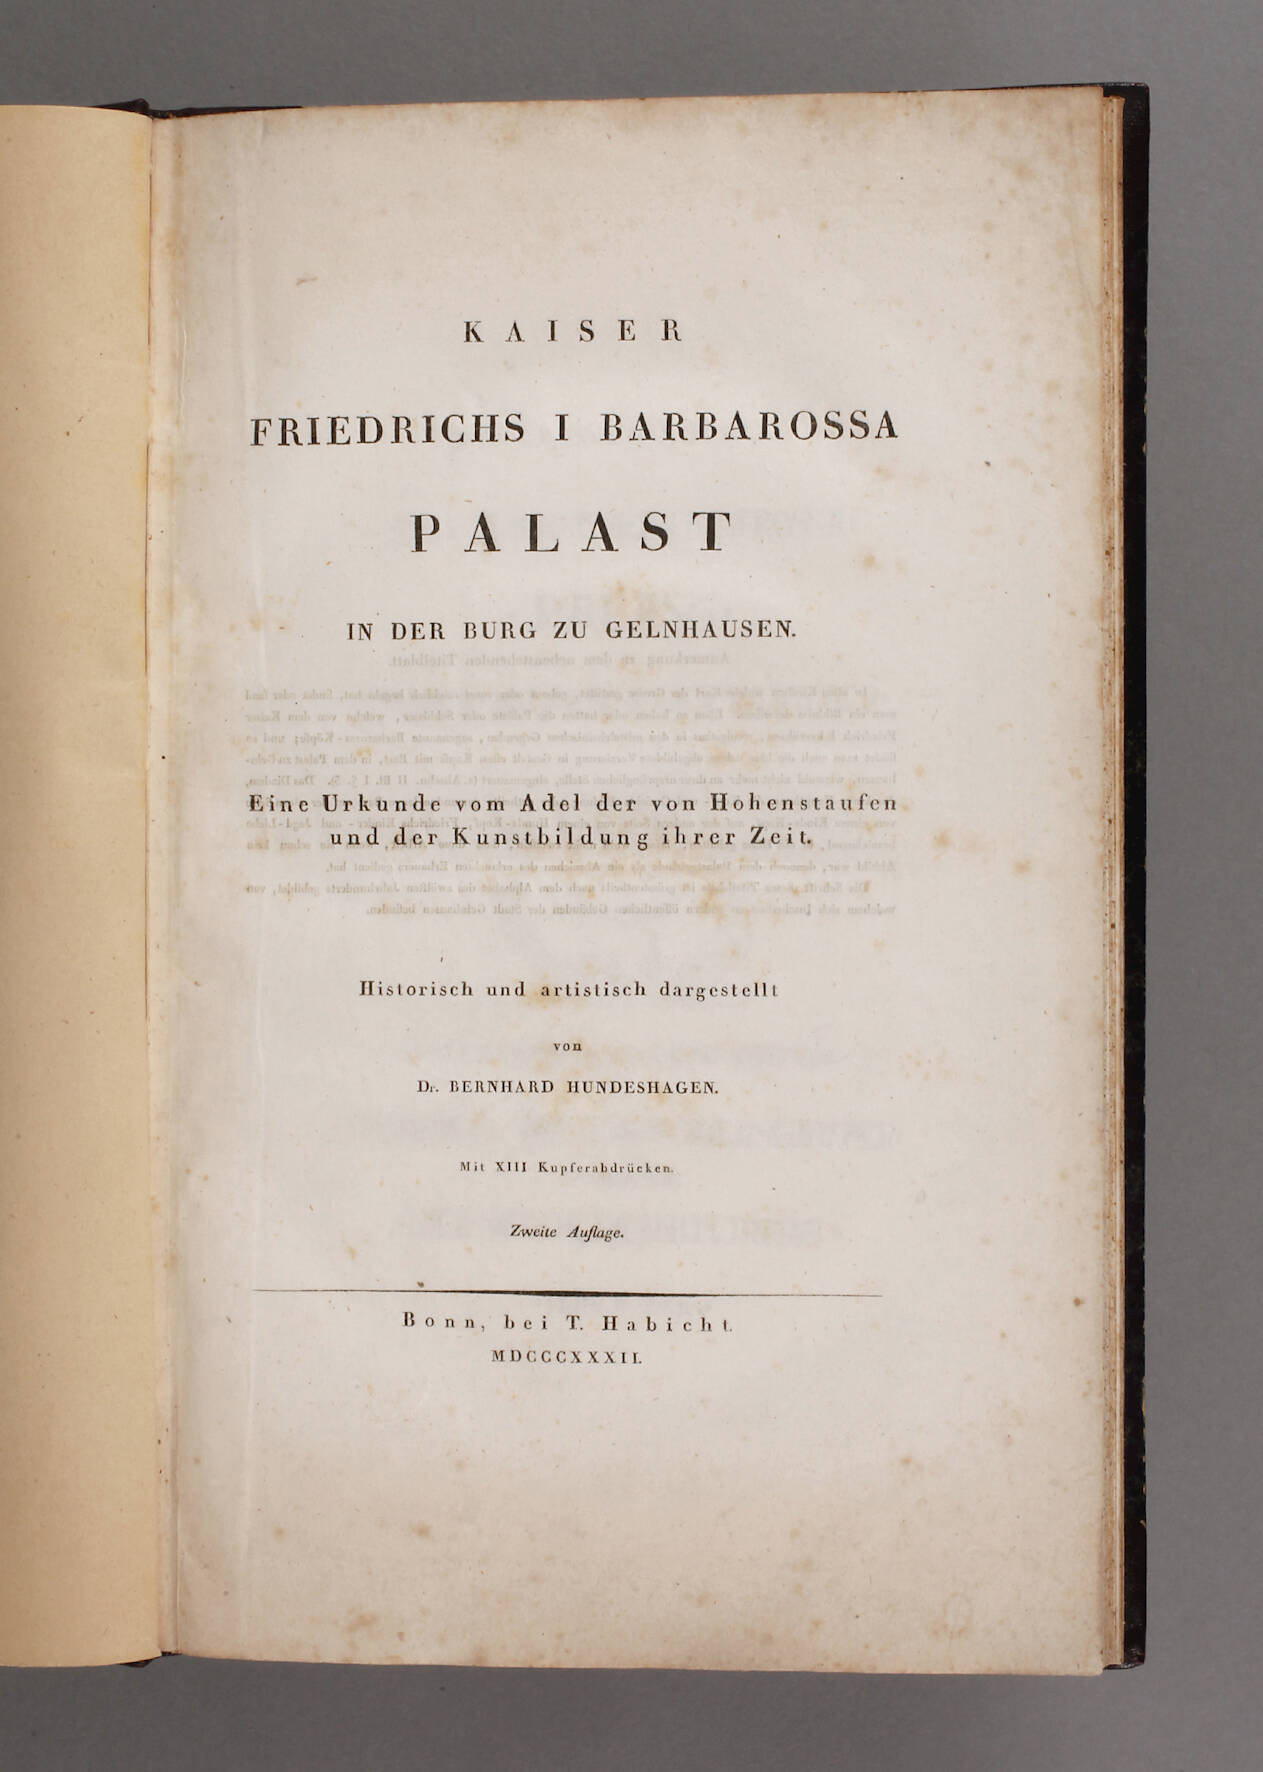 KAISER
FRIEDRICHS I BARBAROSSA
PALAST
IN DER BURG ZU GELNHAUSEN.
Eine Urkunde vom Adel der von Hohenstaufen
und der Kunstbildung ihrer Zeit.
Historisch und artistisch dargestellt
von
Dr. BERNHARD HUNDESHAGEN.
Mit XIII Kupferabdrücken.
Zweite Auflage.
Bonn, bei T. Habicht.
MDCCCXXXII.